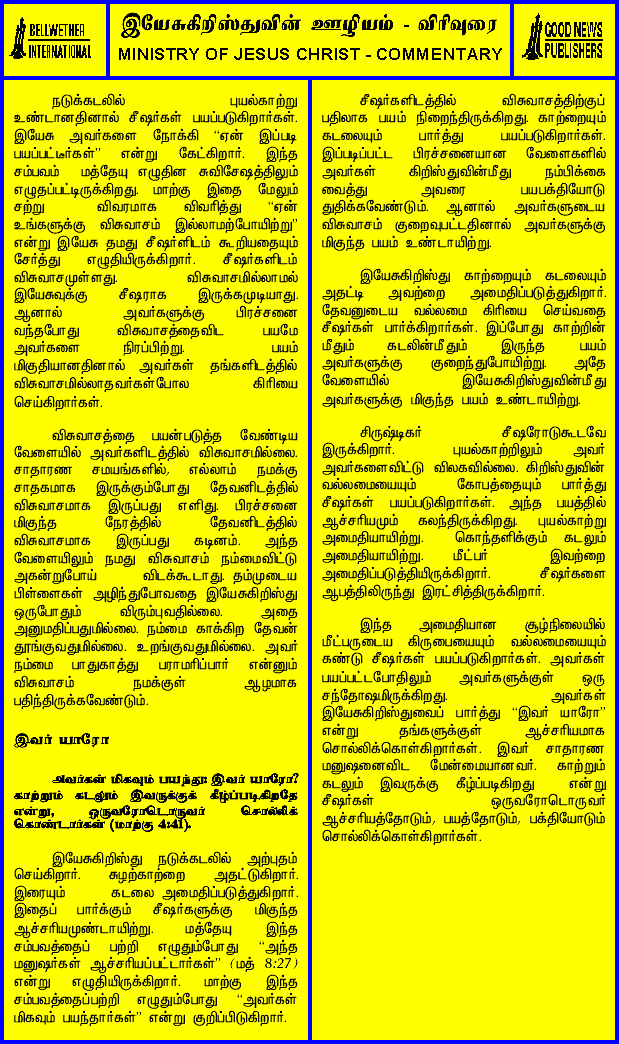 BELLWETHER
INTERNATIONAL
இயேசுகிறிஸ்துவின் ஊழியம் - விரிவுரை
MINISTRY OF JESUS CHRIST - COMMENTARY
GOOD NEWS
PUBLISHERS
நடுக்கடலில் புயல்காற்று
உண்டானதினால் சீஷர்கள் பயப்படுகிறார்கள்.
இயேசு அவர்களை நோக்கி “ஏன் இப்படி
பயப்பட்டீர்கள்” என்று கேட்கிறார். இந்த
சம்பவம் மத்தேயு எழுதின சுவிசேஷத்திலும்
எழுதப்பட்டிருக்கிறது. மாற்கு இதை மேலும்
சற்று விவரமாக விவரித்து “ஏன்
உங்களுக்கு விசுவாசம் இல்லாமற்போயிற்று”
என்று இயேசு தமது சீஷர்ளிடம் கூறியதையும்
சேர்த்து எழுதியிருக்கிறார். சீஷர்களிடம்
விசுவாசமுள்ளது. விசுவாசமில்லாமல்
இயேசுவுக்கு சீஷராக இருக்கமுடியாது.
ஆனால் அவர்களுக்கு பிரச்சனை
வந்தபோது விசுவாசத்தைவிட பயமே
அவர்களை நிரப்பிற்று. பயம்
மிகுதியானதினால் அவர்கள் தங்களிடத்தில்
விசுவாசமில்லாதவர்கள்போல கிரியை
செய்கிறார்கள்.
விசுவாசத்தை பயன்படுத்த வேண்டிய
வேளையில் அவர்களிடத்தில் விசுவாசமில்லை.
சாதாரண சமயங்களில், எல்லாம் நமக்கு
சாதகமாக இருக்கும்போது தேவனிடத்தில்
விசுவாசமாக இருப்பது எளிது. பிரச்சனை
மிகுந்த நேரத்தில் தேவனிடத்தில்
விசுவாசமாக இருப்பது கடினம். அந்த
வேளையிலும் நமது விசுவாசம் நம்மைவிட்டு
அகன்றுபோய் விடக்கூடாது. தம்முடைய
பிள்ளைகள் அழிந்துபோவதை இயேசுகிறிஸ்து
ஒருபோதும் விரும்புவதில்லை. அதை
அனுமதிப்பதுமில்லை. நம்மை காக்கிற தேவன்
தூங்குவதுமில்லை. உறங்குவதுமில்லை. அவர்
நம்மை பாதுகாத்து பராமரிப்பார் என்னும்
விசுவாசம் நமக்குள் ஆழமாக
பதிந்திருக்கவேண்டும்.
இவர் யாரோ
அவர்கள் மிகவும் பயந்து: இவர் யாரோ?
காற்றும் கடலும் இவருக்குக் கீழ்ப்படிகிறதே
என்று, ஒருவரோடொருவர் சொல்லிக்
கொண்டார்கள் (மாற்கு 4:41).
இயேசுகிறிஸ்து நடுக்கடலில் அற்புதம்
செய்கிறார். சுழற்காற்றை அதட்டுகிறார்.
இரையும் கடலை அமைதிப்படுத்துகிறார்.
இதைப் பார்க்கும் சீஷர்களுக்கு மிகுந்த
ஆச்சரியமுண்டாயிற்று. மத்தேயு இந்த
சம்பவத்தைப் பற்றி எழுதும்போது “அந்த
மனுஷர்கள் ஆச்சரியப்பட்டார்கள்” (மத் 8:27)
என்று எழுதியிருக்கிறார். மாற்கு இந்த
சம்பவத்தைப்பற்றி எழுதும்போது “அவர்கள்
மிகவும் பயந்தார்கள்” என்று குறிப்பிடுகிறார்.
சீஷர்களிடத்தில் விசுவாசத்திற்குப்
பதிலாக பயம் நிறைந்திருக்கிறது. காற்றையும்
கடலையும் பார்த்து பயப்படுகிறார்கள்.
இப்படிப்பட்ட பிரச்சனையான வேளைகளில்
அவர்கள் கிறிஸ்துவின்மீது நம்பிக்கை
வைத்து அவரை பயபக்தியோடு
துதிக்கவேண்டும். ஆனால் அவர்களுடைய
விசுவாசம் குறைவுபட்டதினால் அவர்களுக்கு
மிகுந்த பயம் உண்டாயிற்று.
இயேசுகிறிஸ்து காற்றையும் கடலையும்
அதட்டி அவற்றை அமைதிப்படுத்துகிறார்.
தேவனுடைய வல்லமை கிரியை செய்வதை
சீஷர்கள் பார்க்கிறார்கள். இப்போது காற்றின்
மீதும் கடலின்மீதும் இருந்த பயம்
அவர்களுக்கு குறைந்துபோயிற்று. அதே
வேளையில் இயேசுகிறிஸ்துவின்மீது
அவர்களுக்கு மிகுந்த பயம் உண்டாயிற்று.
சிருஷ்டிகர் சீஷரோடுகூடவே
இருக்கிறார். புயல்காற்றிலும் அவர்
அவர்களைவிட்டு விலகவில்லை. கிறிஸ்துவின்
வல்லமையையும் கோபத்தையும் பார்த்து
சீஷர்கள் பயப்படுகிறார்கள். அந்த பயத்தில்
ஆச்சரியமும் கலந்திருக்கிறது. புயல்காற்று
அமைதியாயிற்று. கொந்தளிக்கும் கடலும்
அமைதியாயிற்று. மீட்பர் இவற்றை
அமைதிப்படுத்தியிருக்கிறார். சீஷர்களை
ஆபத்திலிருந்து இரட்சித்திருக்கிறார்.
இந்த அமைதியான சூழ்நிலையில்
மீட்பருடைய கிருபையையும் வல்லமையையும்
கண்டு சீஷர்கள் பயப்படுகிறார்கள். அவர்கள்
பயப்பட்டபோதிலும் அவர்களுக்குள் ஒரு
சந்தோஷமிருக்கிறது. அவர்கள்
இயேசுகிறிஸ்துவைப் பார்த்து “இவர் யாரோ”
என்று தங்களுக்குள் ஆச்சரியமாக
சொல்லிக்கொள்கிறார்கள். இவர் சாதாரண
மனுஷனைவிட மேன்மையானவர். காற்றும்
கடலும் இவருக்கு கீழ்ப்படுகிறது என்று
சீஷர்கள் ஒருவரோடொருவர்
ஆச்சரியத்தோடும், பயத்தோடும், பக்தியோடும்
சொல்லிக்கொள்கிறார்கள்.